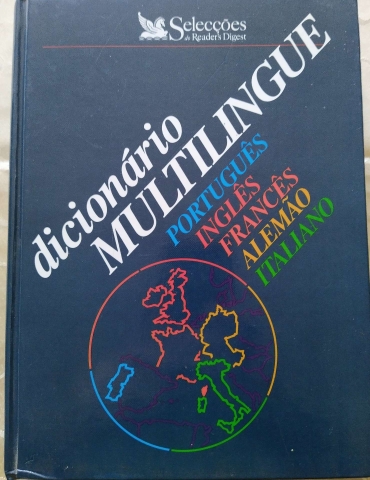 Selecções
do Reader's Digest
dicionário
MULTILINGUE
PORTUGUÊS
INGLÊS
FRANCÊS
ALEMÃO
ITALIANO